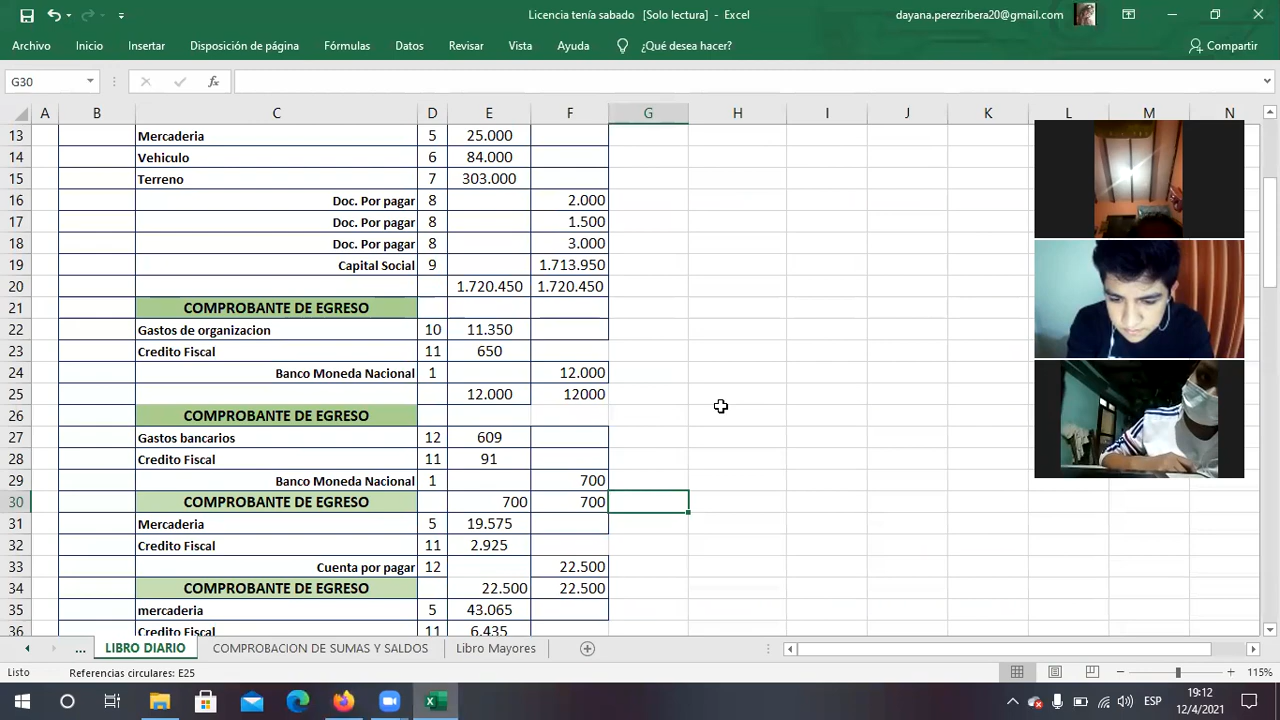 Licencia tenía sabado [Solo lectura] - Excel
dayana.perezribera20@gmail.com
Archivo Inicio Insertar Disposición de página Fórmulas Datos Revisar Vista Ayuda ¿Qué desea hacer? Compartir
G30 fx
A B C D E F G H I J K L M N
13 Mercaderia 5 25.000
14 Vehiculo 6 84.000
15 Terreno 7 303.000
16 Doc. Por pagar 8 2.000
17 Doc. Por pagar 8 1.500
18 Doc. Por pagar 8 3.000
19 Capital Social 9 1.713.950
20 1.720.450 1.720.450
21 COMPROBANTE DE EGRESO
22 Gastos de organizacion 10 11.350
23 Credito Fiscal 11 650
24 Banco Moneda Nacional 1 12.000
25 12.000 12000
26 COMPROBANTE DE EGRESO
27 Gastos bancarios 12 609
28 Credito Fiscal 11 91
29 Banco Moneda Nacional 1 700
30 COMPROBANTE DE EGRESO 700 700
31 Mercaderia 5 19.575
32 Credito Fiscal 11 2.925
33 Cuenta por pagar 12 22.500
34 COMPROBANTE DE EGRESO 22.500 22.500
35 mercaderia 5 43.065
36 Credito Fiscal 11 6.435
... LIBRO DIARIO COMPROBACION DE SUMAS Y SALDOS Libro Mayores
Listo Referencias circulares: E25 115%
ESP 19:12
12/4/2021